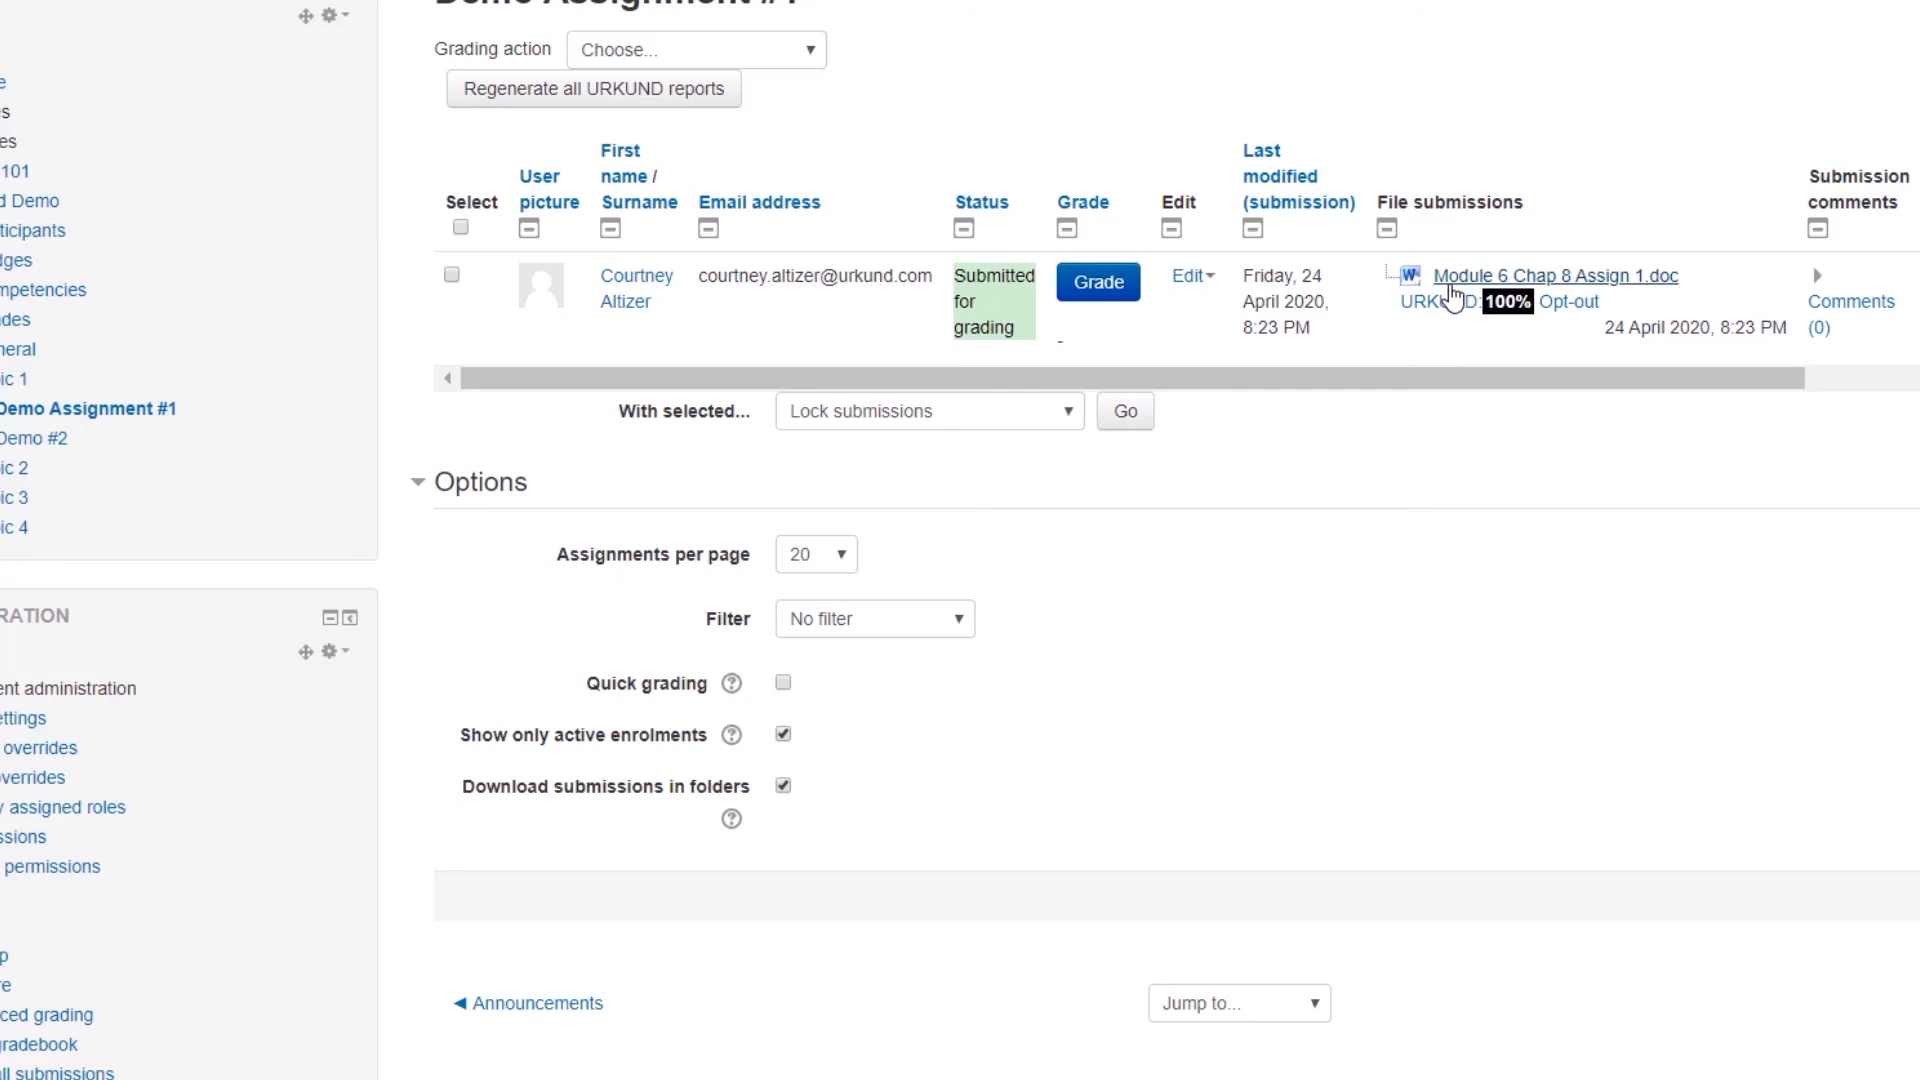 Demo Assignment #1
Grading action Choose...
Regenerate all URKUND reports
Select
User picture
First name / Surname
Email address
Status
Grade
Edit
Last modified (submission)
File submissions
Submission comments
Courtney Altizer
courtney.altizer@urkund.com
Submitted for grading
Grade
-
Edit
Friday, 24 April 2020, 8:23 PM
Module 6 Chap 8 Assign 1.doc
100% Opt-out
24 April 2020, 8:23 PM
Comments (0)
With selected... Lock submissions Go
Options
Assignments per page 20
Filter No filter
Quick grading
Show only active enrolments
Download submissions in folders
Announcements
Jump to...
101
Demo Assignment #1
Demo #2
ic 1
ic 2
ic 3
ic 4
d Demo
ticipants
dges
mpetencies
des
neral
RATION
ent administration
ettings
overrides
verrides
y assigned roles
ssions
permissions
p
re
ced grading
radebook
ll submissions